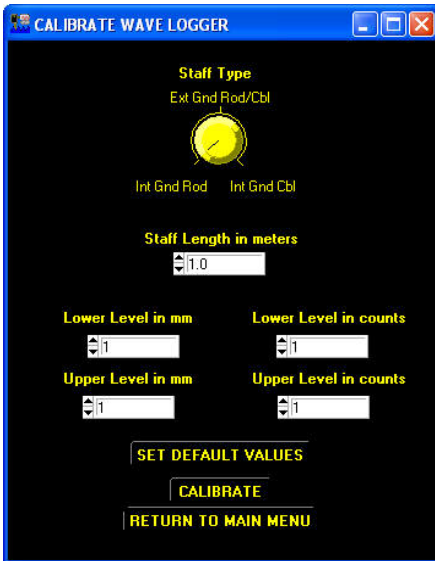 CALIBRATE WAVE LOGGER
Staff Type
Ext Gnd Rod/Cbl
Int Gnd Rod Int Gnd Cbl
Staff Length in meters
1.0
Lower Level in mm Lower Level in counts
1 1
Upper Level in mm Upper Level in counts
1 1
SET DEFAULT VALUES
CALIBRATE
RETURN TO MAIN MENU